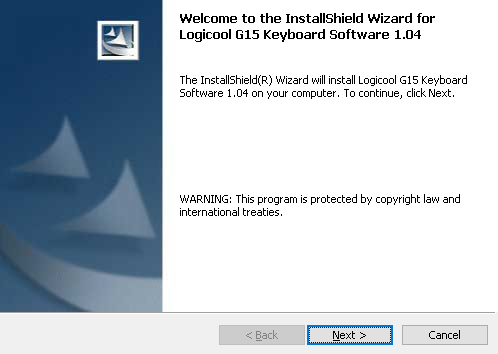 Welcome to the InstallShield Wizard for
Logicool G15 Keyboard Software 1.04
The InstallShield(R) Wizard will install Logicool G15 Keyboard
Software 1.04 on your computer. To continue, click Next.
WARNING: This program is protected by copyright law and
international treaties.
< Back Next > Cancel